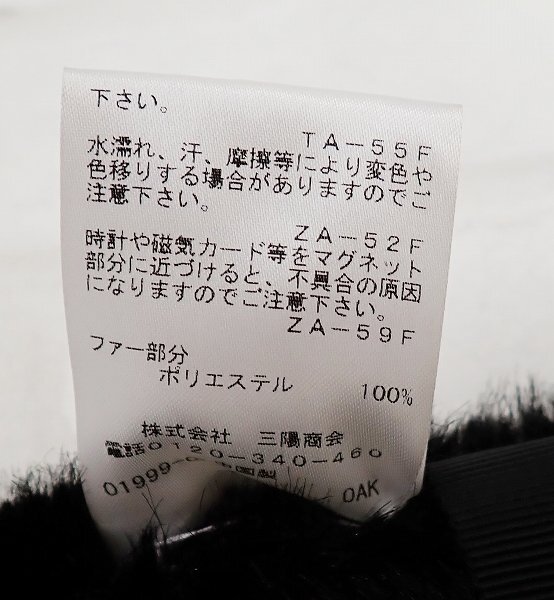 下さい。
TA-55F
水濡れ、汗、摩擦等により変色や
色移りする場合がありますのでご
注意下さい。
ZA-52F
時計や磁気カード等をマグネット
部分に近づけると、不具合の原因
になりますのでご注意下さい。
ZA-59F
ファー部分
ポリエステル 100%
株式会社 三陽商会
電話0120-340-460
01999- 中国製
OAK